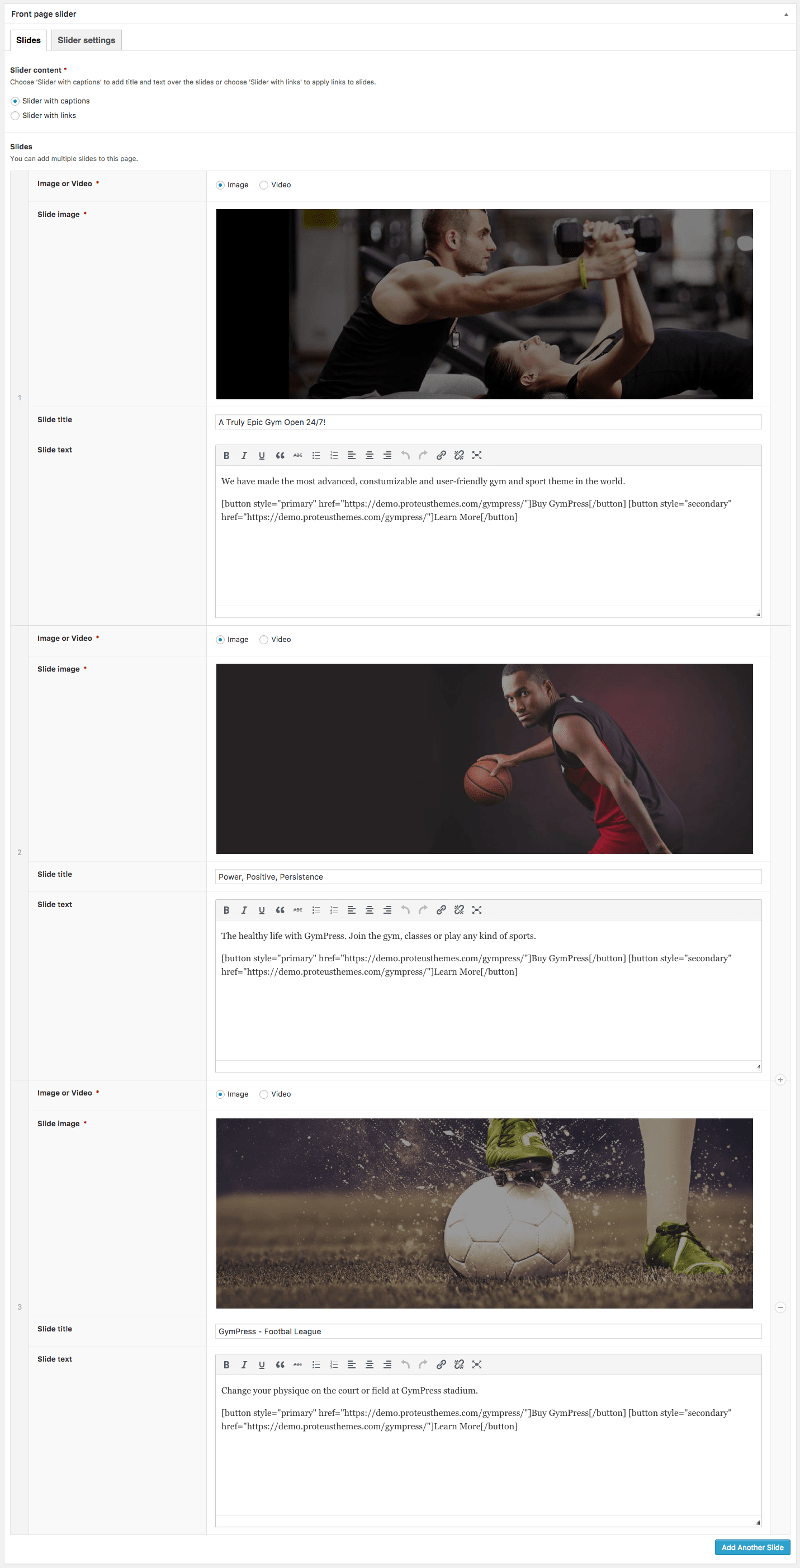 Front page slider
Slides
Slider settings
Slider content *
Choose 'Slider with captions' to add title and text over the slides or choose 'Slider with links' to apply links to slides.
Slider with captions
Slider with links
Slides
You can add multiple slides to this page.
1
Image or Video *
Image
Video
Slide image *
Slide title
A Truly Epic Gym Open 24/7!
Slide text
B I U ABC
We have made the most advanced, constumizable and user-friendly gym and sport theme in the world.
[button style="primary" href="https://demo.proteusthemes.com/gympress/"]Buy GymPress[/button] [button style="secondary"
href="https://demo.proteusthemes.com/gympress/"]Learn More[/button]
2
Image or Video *
Image
Video
Slide image *
Slide title
Power, Positive, Persistence
Slide text
B I U ABC
The healthy life with GymPress. Join the gym, classes or play any kind of sports.
[button style="primary" href="https://demo.proteusthemes.com/gympress/"]Buy GymPress[/button] [button style="secondary"
href="https://demo.proteusthemes.com/gympress/"]Learn More[/button]
3
Image or Video *
Image
Video
Slide image *
Slide title
GymPress - Footbal League
Slide text
B I U ABC
Change your physique on the court or field at GymPress stadium.
[button style="primary" href="https://demo.proteusthemes.com/gympress/"]Buy GymPress[/button] [button style="secondary"
href="https://demo.proteusthemes.com/gympress/"]Learn More[/button]
Add Another Slide